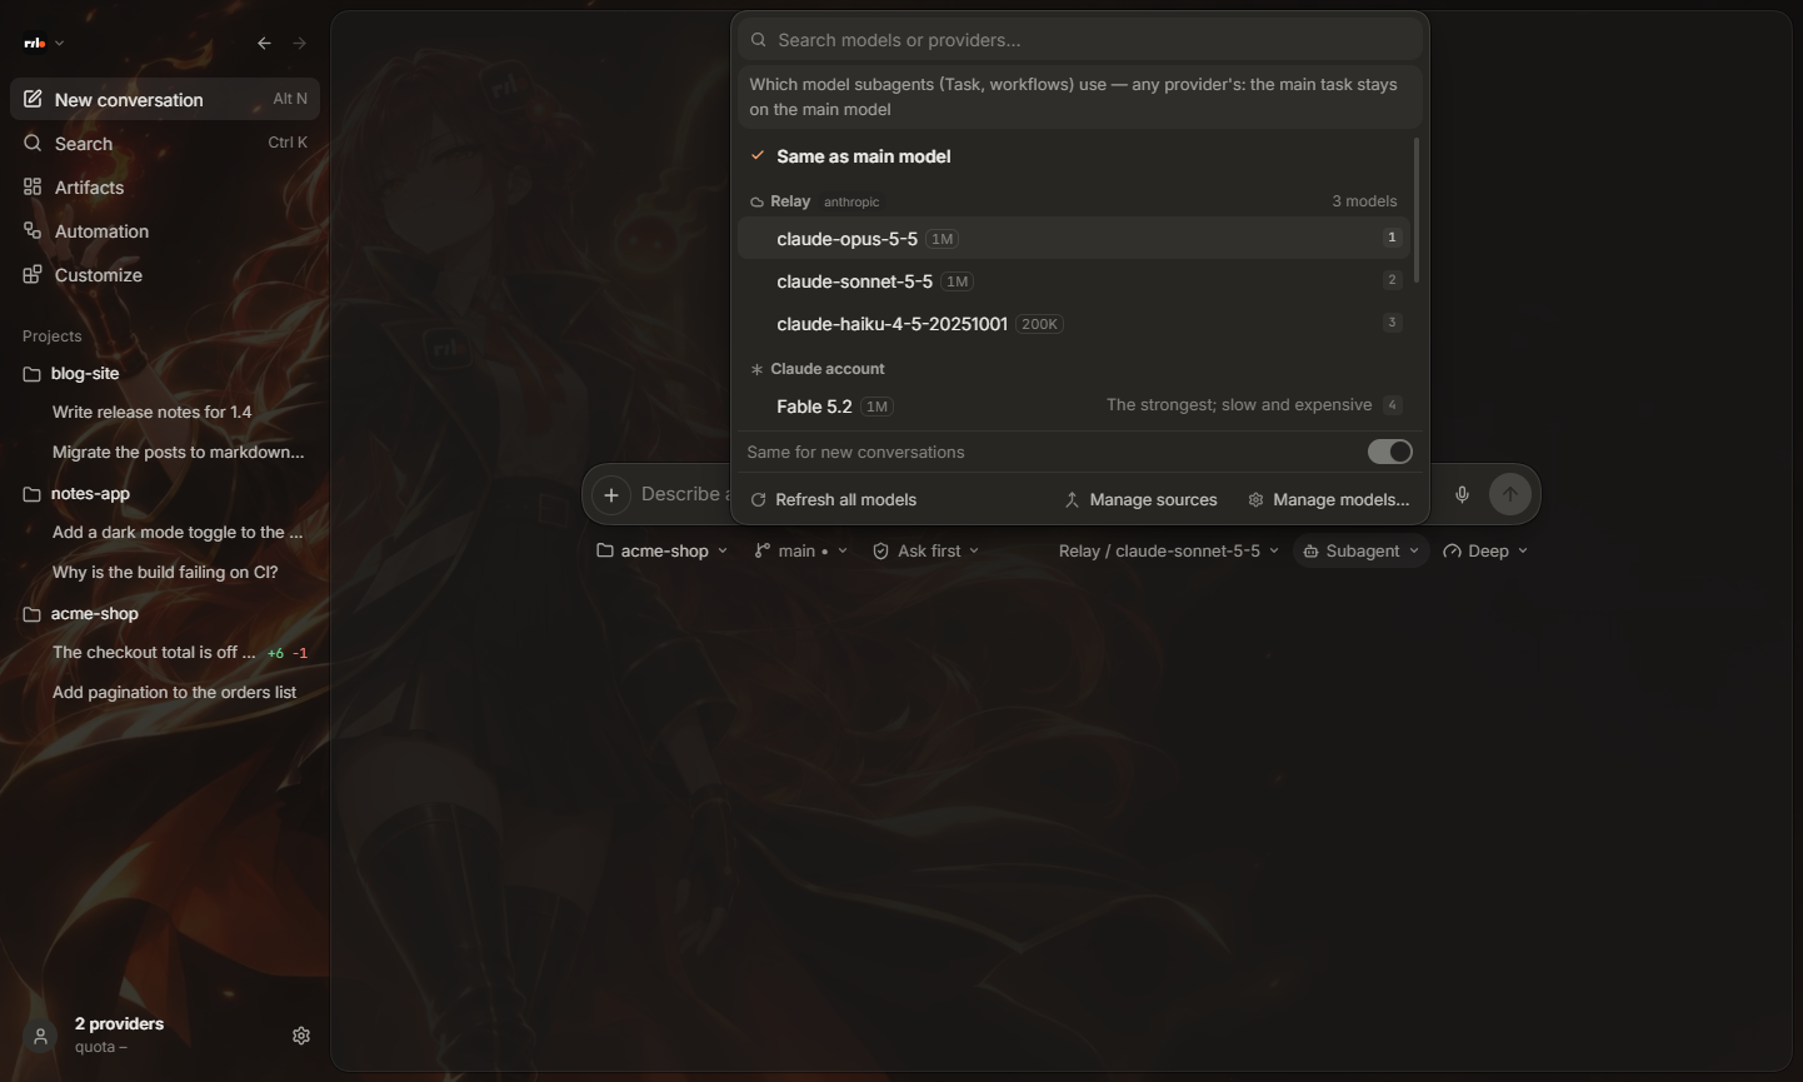 rrlo
New conversation Alt N
Search Ctrl K
Artifacts
Automation
Customize
Projects
blog-site
Write release notes for 1.4
Migrate the posts to markdown...
notes-app
Add a dark mode toggle to the ...
Why is the build failing on CI?
acme-shop
The checkout total is off ... +6 -1
Add pagination to the orders list
2 providers
quota –
Search models or providers...
Which model subagents (Task, workflows) use — any provider's: the main task stays
on the main model
Same as main model
Relay anthropic 3 models
claude-opus-5-5 1M 1
claude-sonnet-5-5 1M 2
claude-haiku-4-5-20251001 200K 3
Claude account
Fable 5.2 1M The strongest; slow and expensive 4
Same for new conversations
Refresh all models Manage sources Manage models...
Describe
acme-shop main • Ask first Relay / claude-sonnet-5-5 Subagent Deep